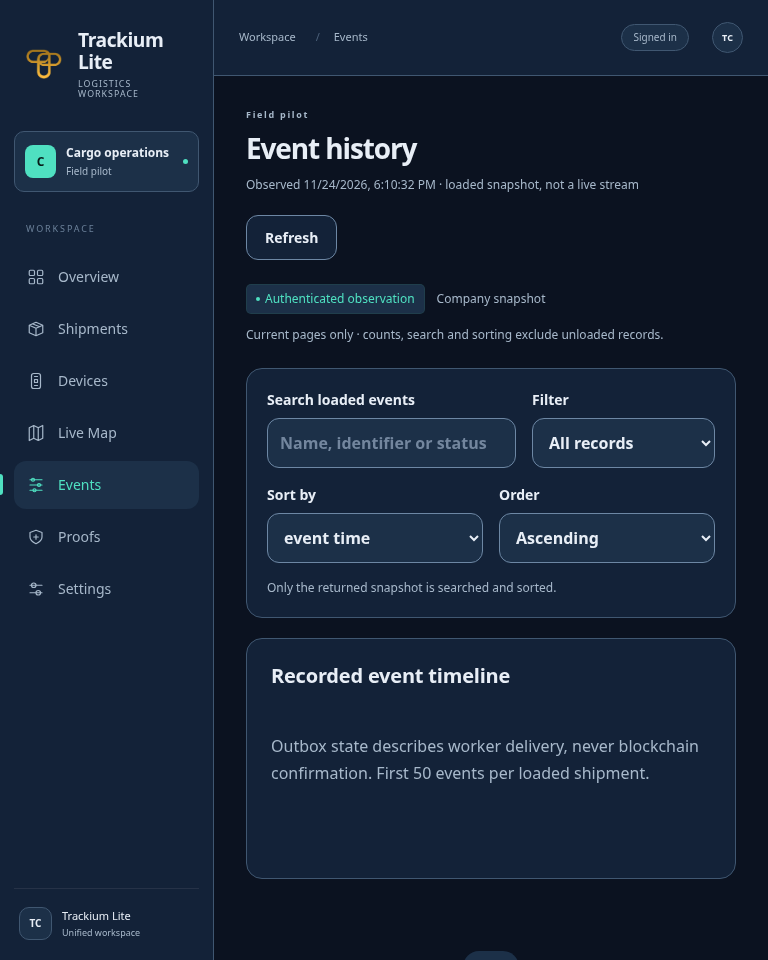 Trackium
Lite
LOGISTICS
WORKSPACE
C
Cargo operations
Field pilot
WORKSPACE
Overview
Shipments
Devices
Live Map
Events
Proofs
Settings
TC
Trackium Lite
Unified workspace
Workspace / Events
Signed in
TC
Field pilot
Event history
Observed 11/24/2026, 6:10:32 PM · loaded snapshot, not a live stream
Refresh
Authenticated observation
Company snapshot
Current pages only · counts, search and sorting exclude unloaded records.
Search loaded events
Filter
Name, identifier or status
All records
Sort by
Order
event time
Ascending
Only the returned snapshot is searched and sorted.
Recorded event timeline
Outbox state describes worker delivery, never blockchain
confirmation. First 50 events per loaded shipment.